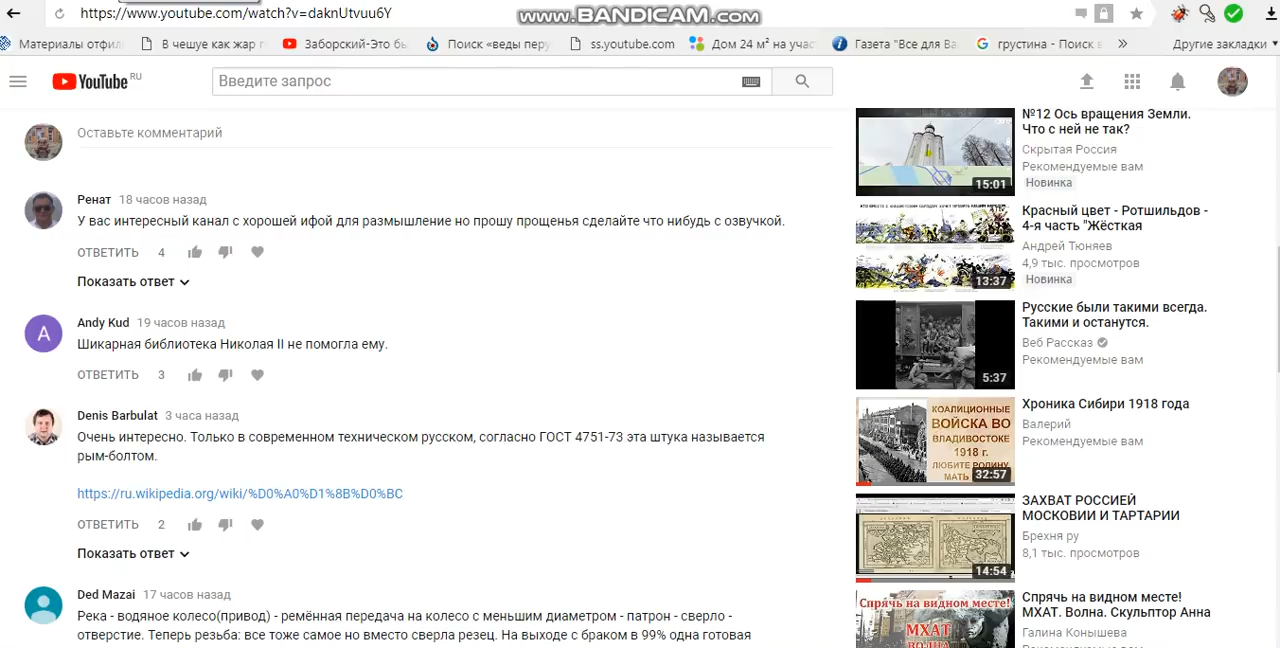 https://www.youtube.com/watch?v=daknUtvuu6Y
www.BANDICAM.com
Материалы отфил
В чешуе как жар г
Заборский-Это бы
Поиск «веды перу
ss.youtube.com
Дом 24 м² на учас
Газета "Все для Ва
грустина - Поиск в
Другие закладки
YouTube RU
Введите запрос
Оставьте комментарий
Ренат 18 часов назад
У вас интересный канал с хорошей ифой для размышление но прошу прощенья сделайте что нибудь с озвучкой.
ОТВЕТИТЬ 4
Показать ответ
A
Andy Kud 19 часов назад
Шикарная библиотека Николая II не помогла ему.
ОТВЕТИТЬ 3
Denis Barbulat 3 часа назад
Очень интересно. Только в современном техническом русском, согласно ГОСТ 4751-73 эта штука называется
рым-болтом.
https://ru.wikipedia.org/wiki/%D0%A0%D1%8B%D0%BC
ОТВЕТИТЬ 2
Показать ответ
Ded Mazai 17 часов назад
Река - водяное колесо(привод) - ременная передача на колесо с меньшим диаметром - патрон - сверло -
отверстие. Теперь резьба: все тоже самое но вместо сверла резец. На выходе с браком в 99% одна готовая
15:01
№12 Ось вращения Земли.
Что с ней не так?
Скрытая Россия
Рекомендуемые вам
Новинка
13:37
Красный цвет - Ротшильдов -
4-я часть "Жёсткая
Андрей Тюняев
4,9 тыс. просмотров
Новинка
5:37
Русские были такими всегда.
Такими и останутся.
Веб Рассказ
Рекомендуемые вам
КОАЛИЦИОННЫЕ
ВОЙСКА ВО
ВЛАДИВОСТОКЕ
1918 г.
ЛЮБИТЕ РОДИНУ
МАТЬ
32:57
Хроника Сибири 1918 года
Валерий
Рекомендуемые вам
14:54
ЗАХВАТ РОССИЕЙ
МОСКОВИИ И ТАРТАРИИ
Брехня ру
8,1 тыс. просмотров
Спрячь на видном месте!
МХАТ
ВОЛНА
Спрячь на видном месте!
МХАТ. Волна. Скульптор Анна
Галина Конышева